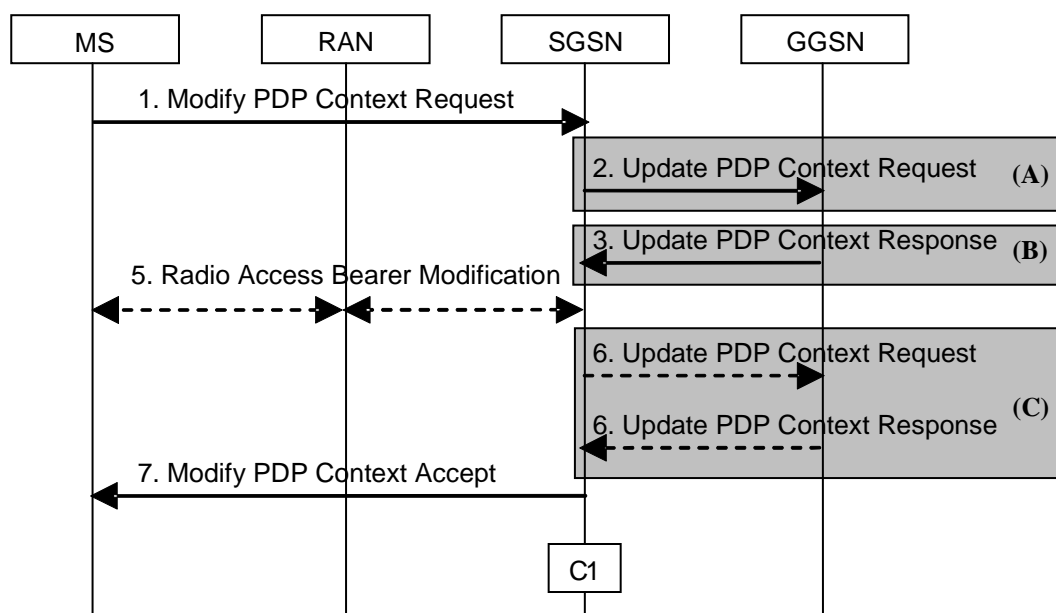 MS RAN SGSN GGSN
1. Modify PDP Context Request
2. Update PDP Context Request (A)
3. Update PDP Context Response (B)
5. Radio Access Bearer Modification
6. Update PDP Context Request
(C)
6. Update PDP Context Response
7. Modify PDP Context Accept
C1